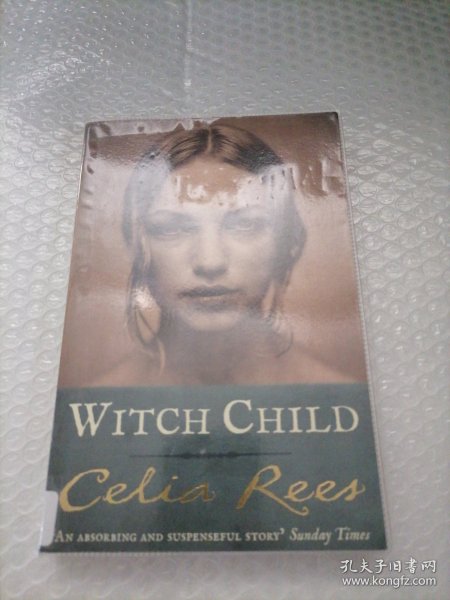 WITCH CHILD
Celia Rees
'AN ABSORBING AND SUSPENSEFUL STORY' Sunday Times
孔夫子旧书网
www.kongfz.com